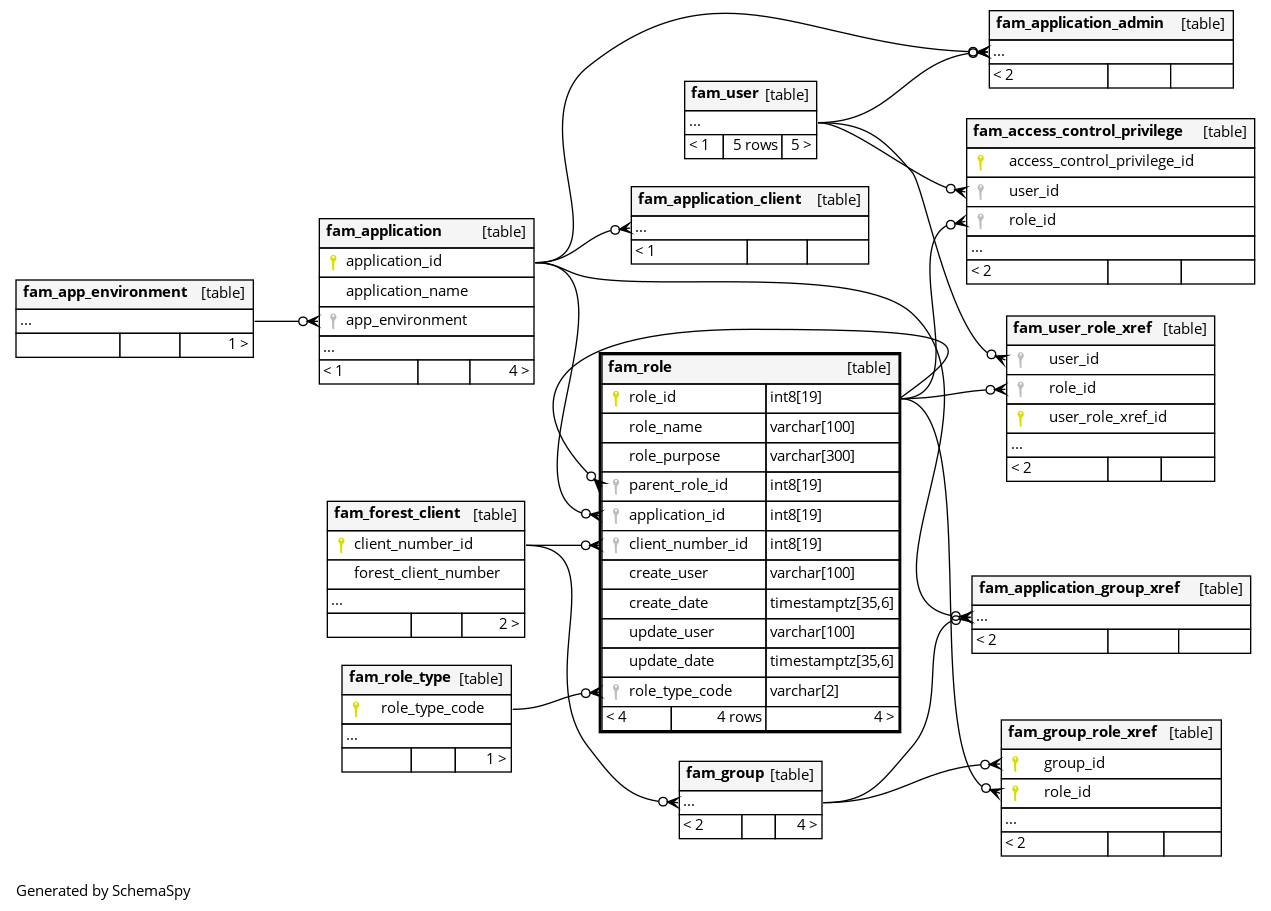 fam_application_admin [table]
...
< 2
fam_user [table]
...
< 1 5 rows 5 >
fam_access_control_privilege [table]
access_control_privilege_id
user_id
role_id
...
< 2
fam_application_client [table]
...
< 1
fam_application [table]
application_id
application_name
app_environment
...
< 1 4 >
fam_app_environment [table]
...
1 >
fam_user_role_xref [table]
user_id
role_id
user_role_xref_id
...
< 2
fam_role [table]
role_id int8[19]
role_name varchar[100]
role_purpose varchar[300]
parent_role_id int8[19]
application_id int8[19]
client_number_id int8[19]
create_user varchar[100]
create_date timestamptz[35,6]
update_user varchar[100]
update_date timestamptz[35,6]
role_type_code varchar[2]
< 4 4 rows 4 >
fam_forest_client [table]
client_number_id
forest_client_number
...
2 >
fam_application_group_xref [table]
...
< 2
fam_role_type [table]
role_type_code
...
1 >
fam_group_role_xref [table]
group_id
role_id
...
< 2
fam_group [table]
...
< 2 4 >
Generated by SchemaSpy